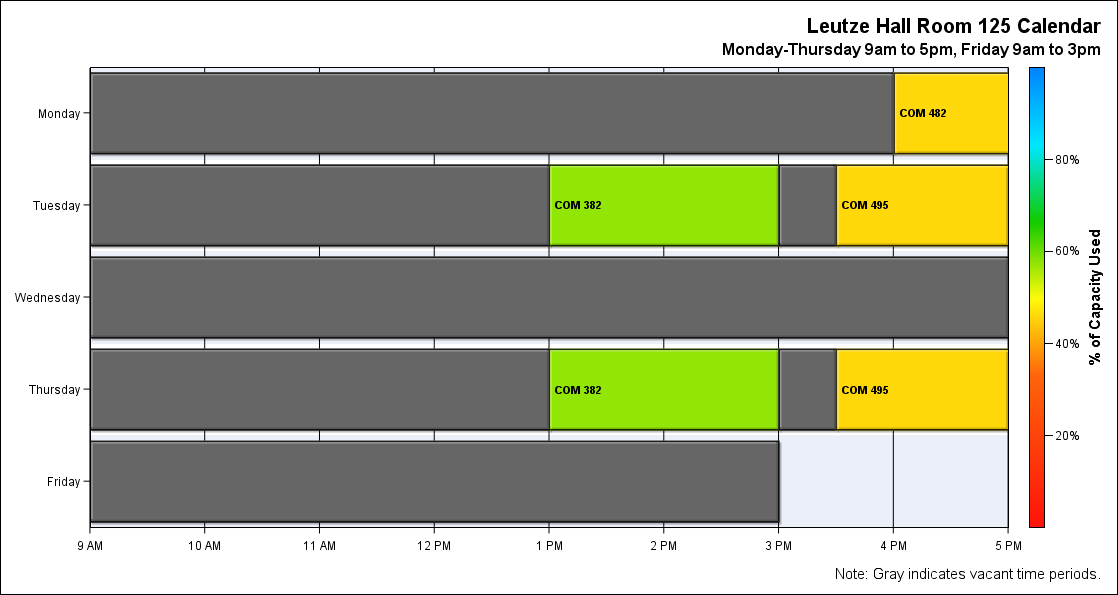 Leutze Hall Room 125 Calendar
Monday-Thursday 9am to 5pm, Friday 9am to 3pm
Monday
COM 482
80%
Tuesday
COM 382
COM 495
60%
% of Capacity Used
Wednesday
40%
Thursday
COM 382
COM 495
20%
Friday
9 AM 10 AM 11 AM 12 PM 1 PM 2 PM 3 PM 4 PM 5 PM
Note: Gray indicates vacant time periods.